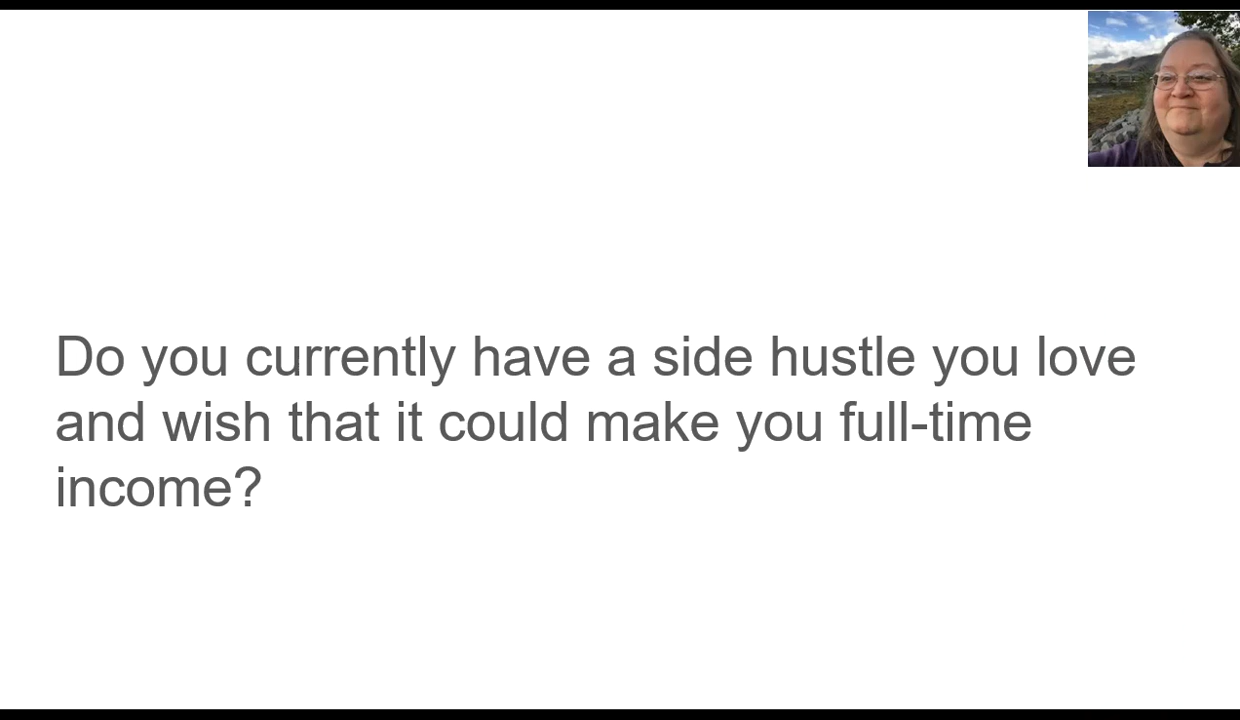 Do you currently have a side hustle you love
and wish that it could make you full-time
income?